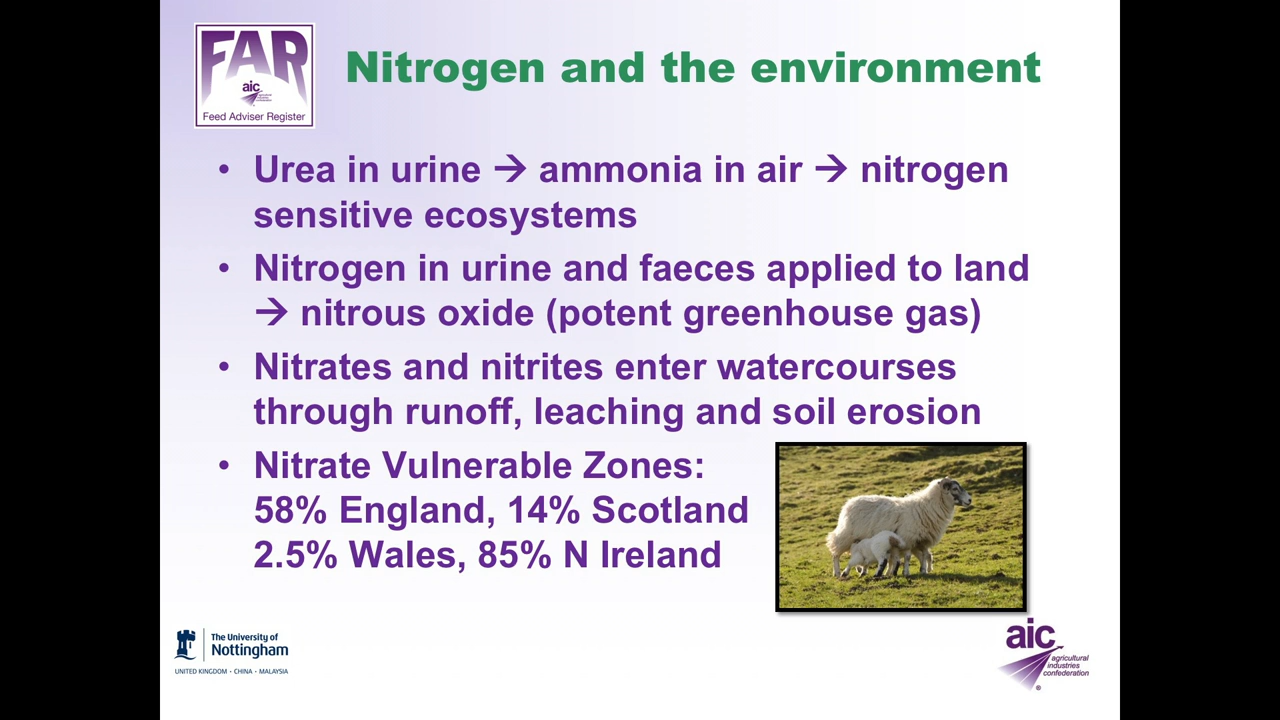 FAR
aic
agricultural
industries
confederation
Feed Adviser Register
Nitrogen and the environment
• Urea in urine → ammonia in air → nitrogen
sensitive ecosystems
• Nitrogen in urine and faeces applied to land
→ nitrous oxide (potent greenhouse gas)
• Nitrates and nitrites enter watercourses
through runoff, leaching and soil erosion
• Nitrate Vulnerable Zones:
58% England, 14% Scotland
2.5% Wales, 85% N Ireland
The University of
Nottingham
UNITED KINGDOM • CHINA • MALAYSIA
aic
agricultural
industries
confederation
®